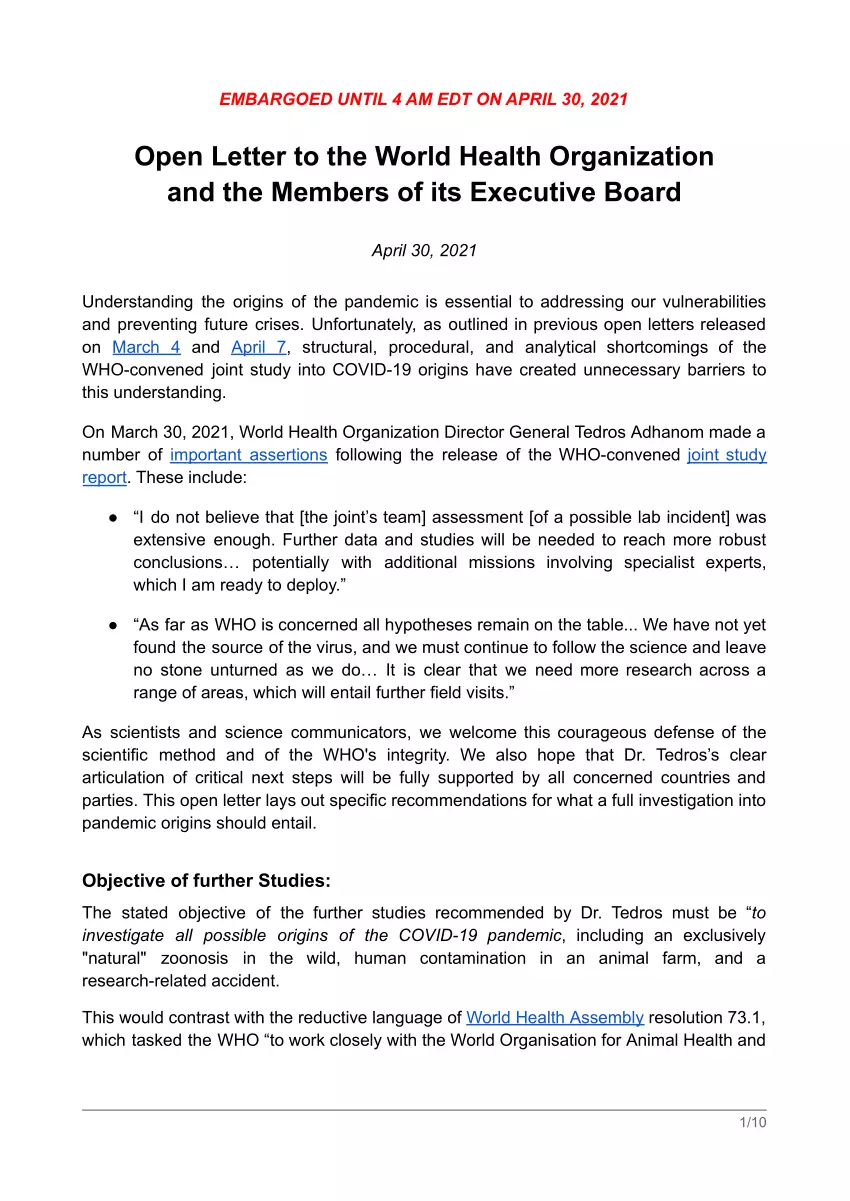 EMBARGOED UNTIL 4 AM EDT ON APRIL 30, 2021
Open Letter to the World Health Organization
and the Members of its Executive Board
April 30, 2021
Understanding the origins of the pandemic is essential to addressing our vulnerabilities
and preventing future crises. Unfortunately, as outlined in previous open letters released
on March 4 and April 7, structural, procedural, and analytical shortcomings of the
WHO-convened joint study into COVID-19 origins have created unnecessary barriers to
this understanding.
On March 30, 2021, World Health Organization Director General Tedros Adhanom made a
number of important assertions following the release of the WHO-convened joint study
report. These include:
● “I do not believe that [the joint’s team] assessment [of a possible lab incident] was
extensive enough. Further data and studies will be needed to reach more robust
conclusions… potentially with additional missions involving specialist experts,
which I am ready to deploy.”
● “As far as WHO is concerned all hypotheses remain on the table... We have not yet
found the source of the virus, and we must continue to follow the science and leave
no stone unturned as we do… It is clear that we need more research across a
range of areas, which will entail further field visits.”
As scientists and science communicators, we welcome this courageous defense of the
scientific method and of the WHO's integrity. We also hope that Dr. Tedros’s clear
articulation of critical next steps will be fully supported by all concerned countries and
parties. This open letter lays out specific recommendations for what a full investigation into
pandemic origins should entail.
Objective of further Studies:
The stated objective of the further studies recommended by Dr. Tedros must be “to
investigate all possible origins of the COVID-19 pandemic, including an exclusively
"natural" zoonosis in the wild, human contamination in an animal farm, and a
research-related accident.
This would contrast with the reductive language of World Health Assembly resolution 73.1,
which tasked the WHO “to work closely with the World Organisation for Animal Health and
1/10